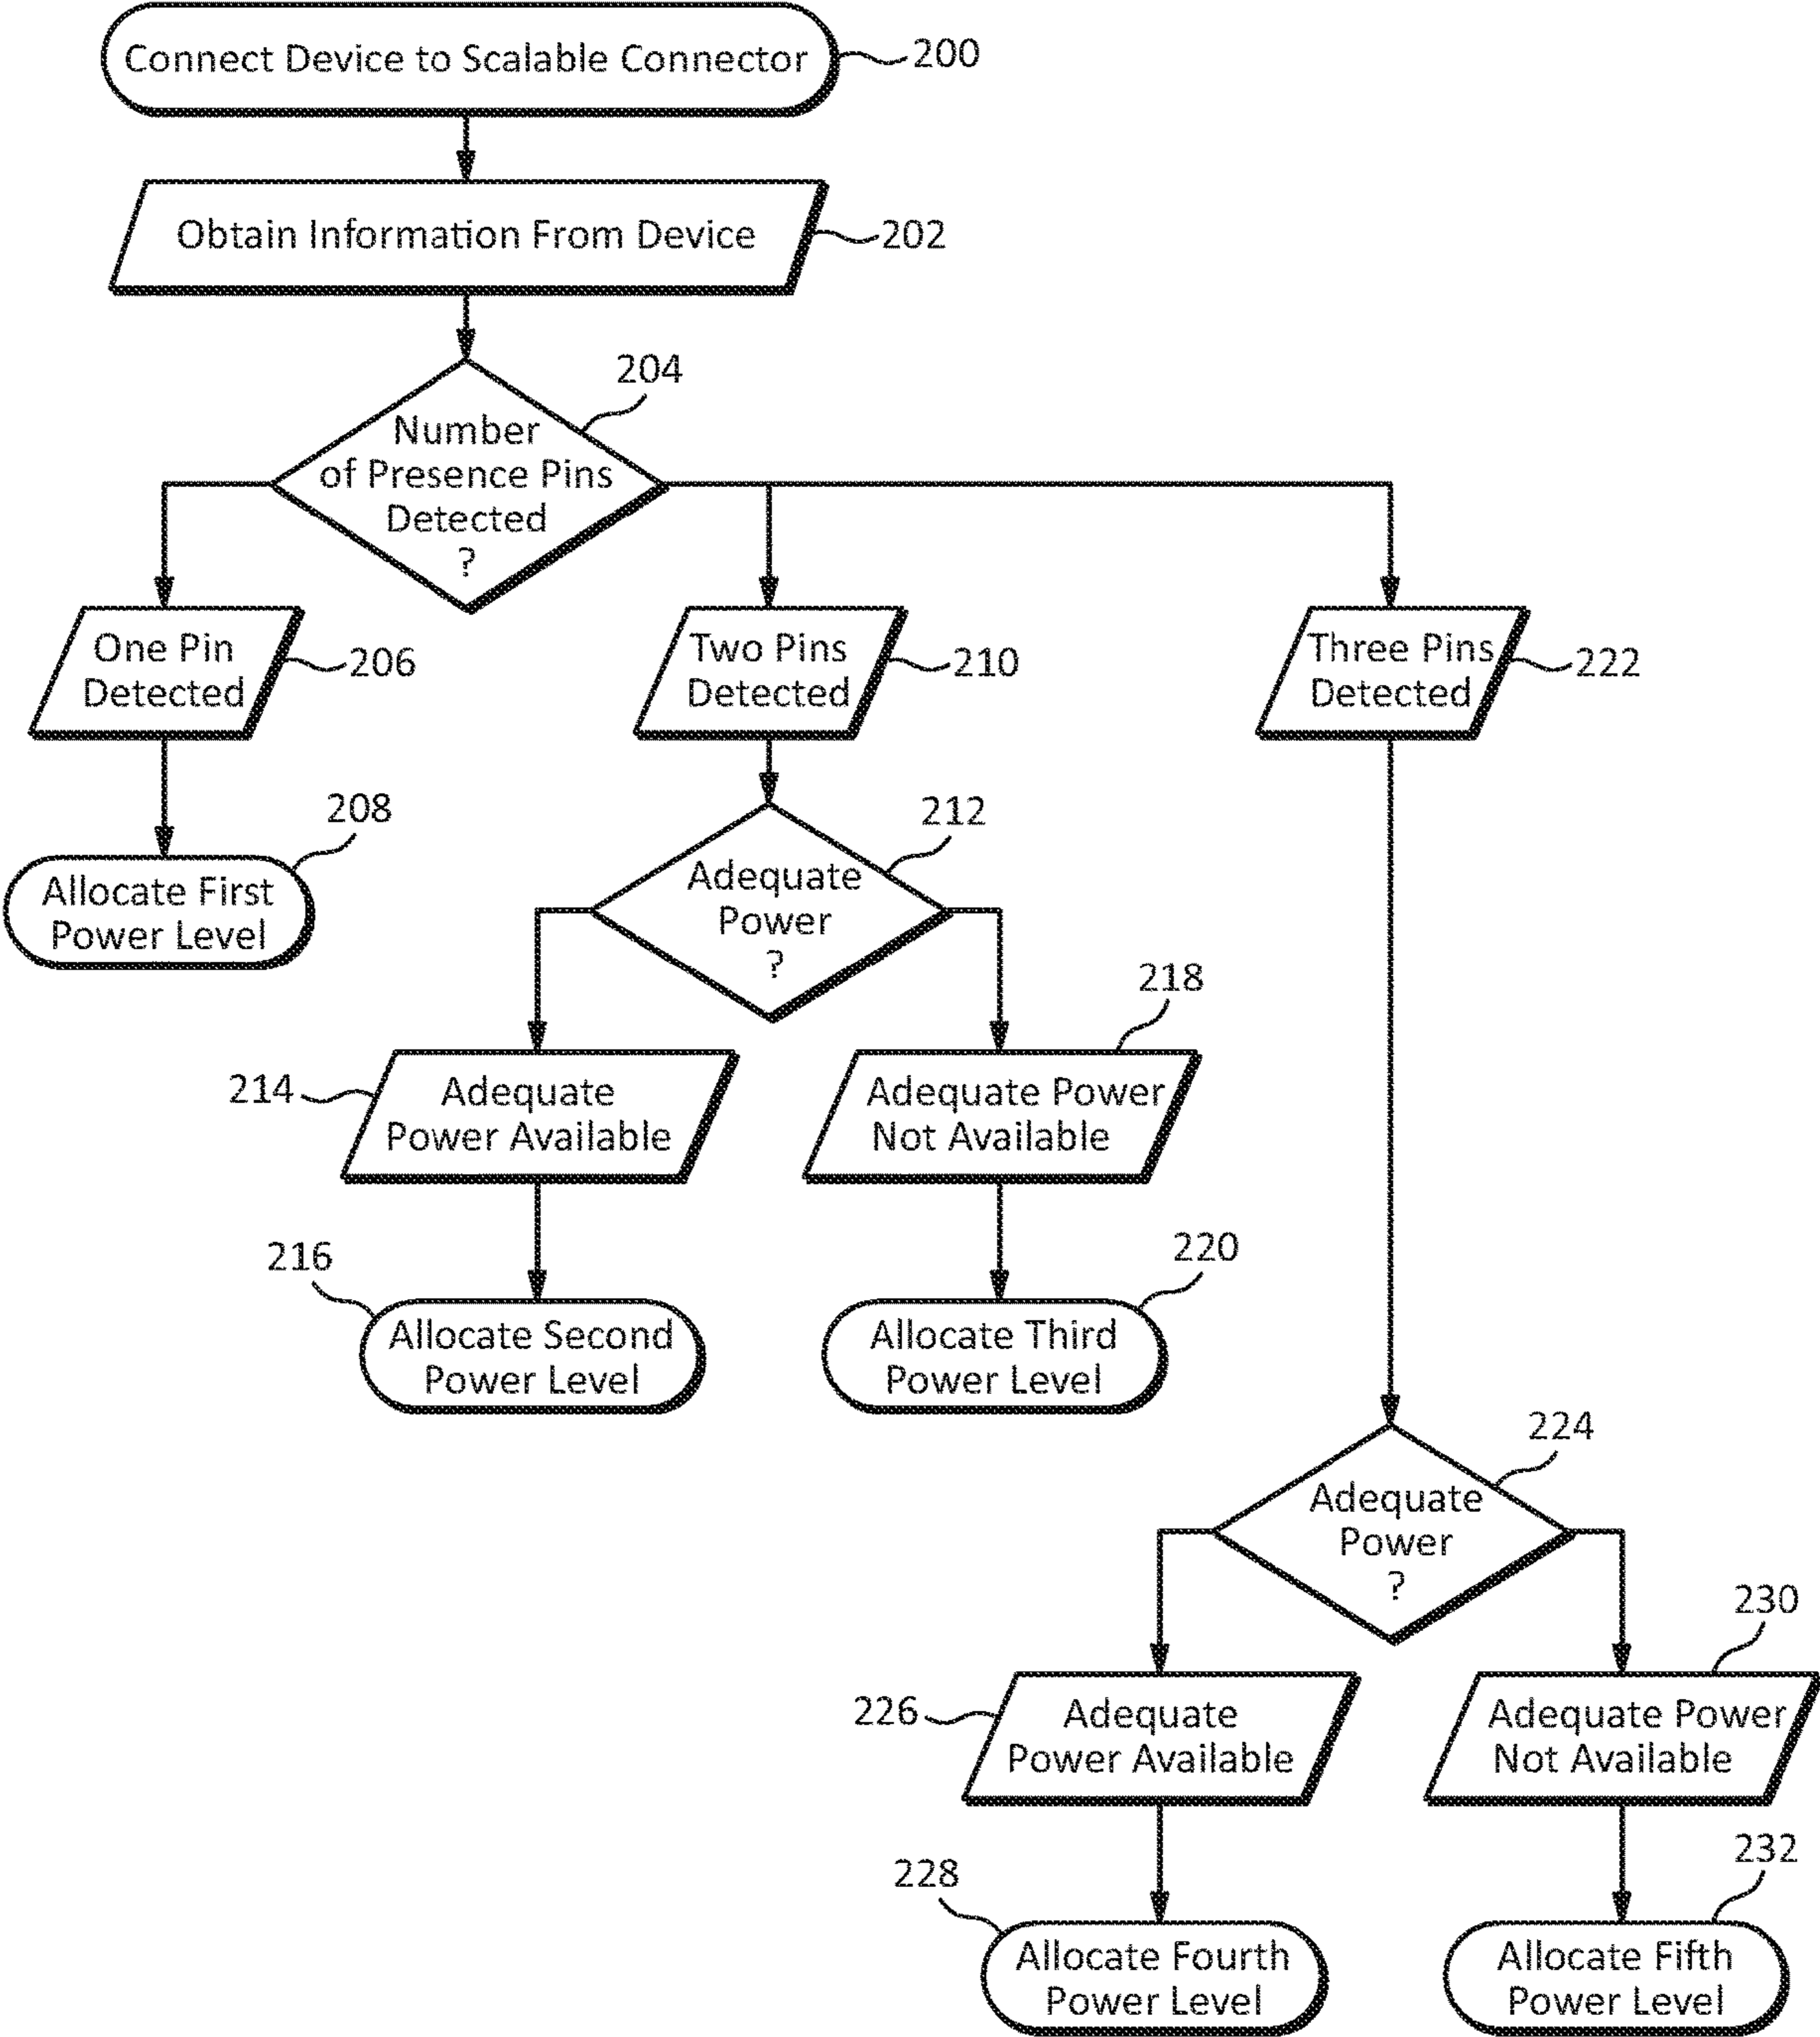 Connect Device to Scalable Connector
200
Obtain Information From Device
202
204
Number
of Presence Pins
Detected
?
One Pin
Detected
206
Two Pins
Detected
210
Three Pins
Detected
222
208
Allocate First
Power Level
212
Adequate
Power
?
214
Adequate
Power Available
218
Adequate Power
Not Available
216
Allocate Second
Power Level
220
Allocate Third
Power Level
224
Adequate
Power
?
226
Adequate
Power Available
230
Adequate Power
Not Available
228
Allocate Fourth
Power Level
232
Allocate Fifth
Power Level